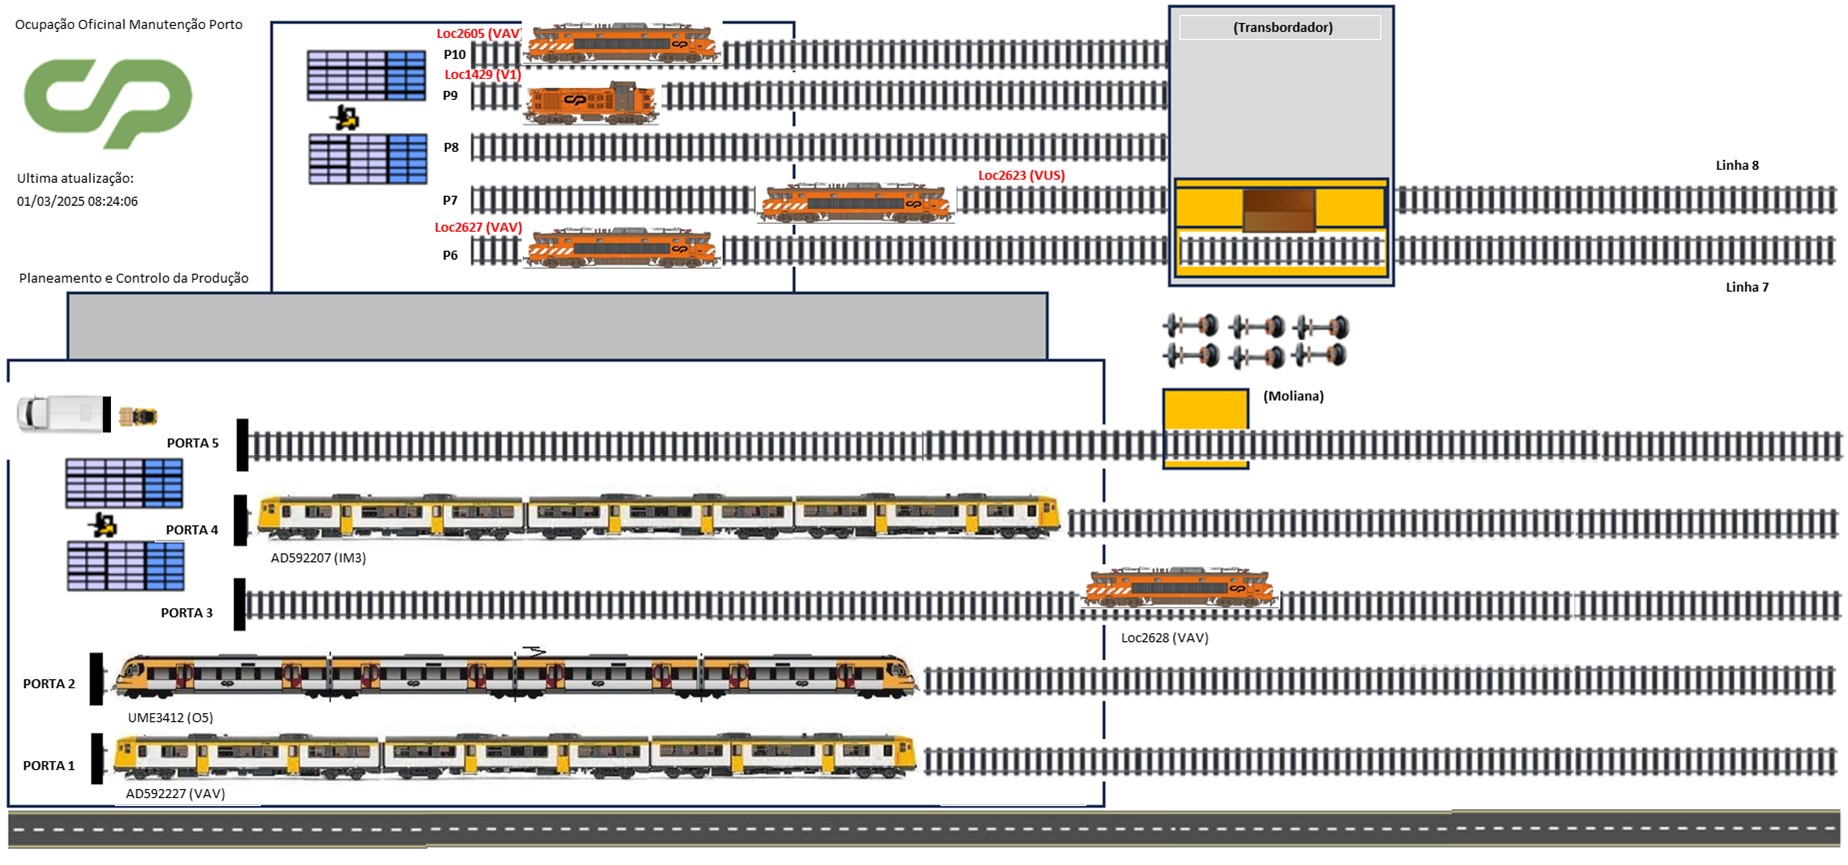 Ocupação Oficinal Manutenção Porto
CP
Ultima atualização:
01/03/2025 08:24:06
Planeamento e Controlo da Produção
Loc2605 (VAV)
P10
Loc1429 (V1)
P9
P8
P7
Loc2623 (VUS)
Loc2627 (VAV)
P6
(Transbordador)
Linha 8
Linha 7
(Moliana)
PORTA 5
PORTA 4
AD592207 (IM3)
PORTA 3
Loc2628 (VAV)
PORTA 2
UME3412 (O5)
PORTA 1
AD592227 (VAV)